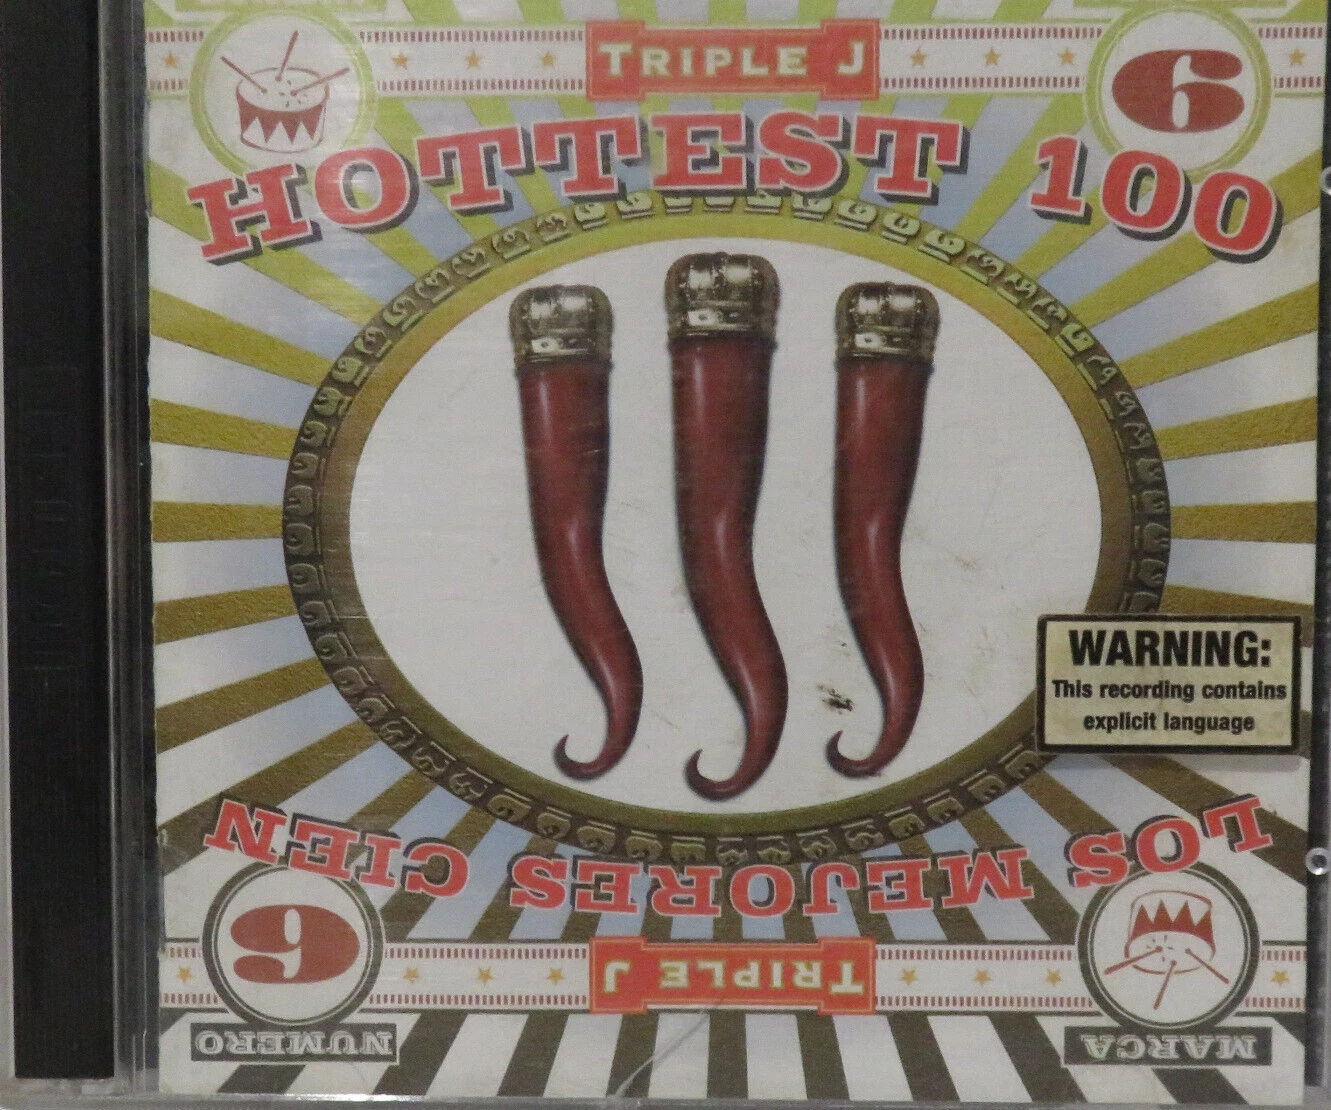 TRIPLE J
6
HOTTEST 100
WARNING:
This recording contains
explicit language
LOS MEJORES CIEN
6
TRIPLE J
NUMERO
MARCA